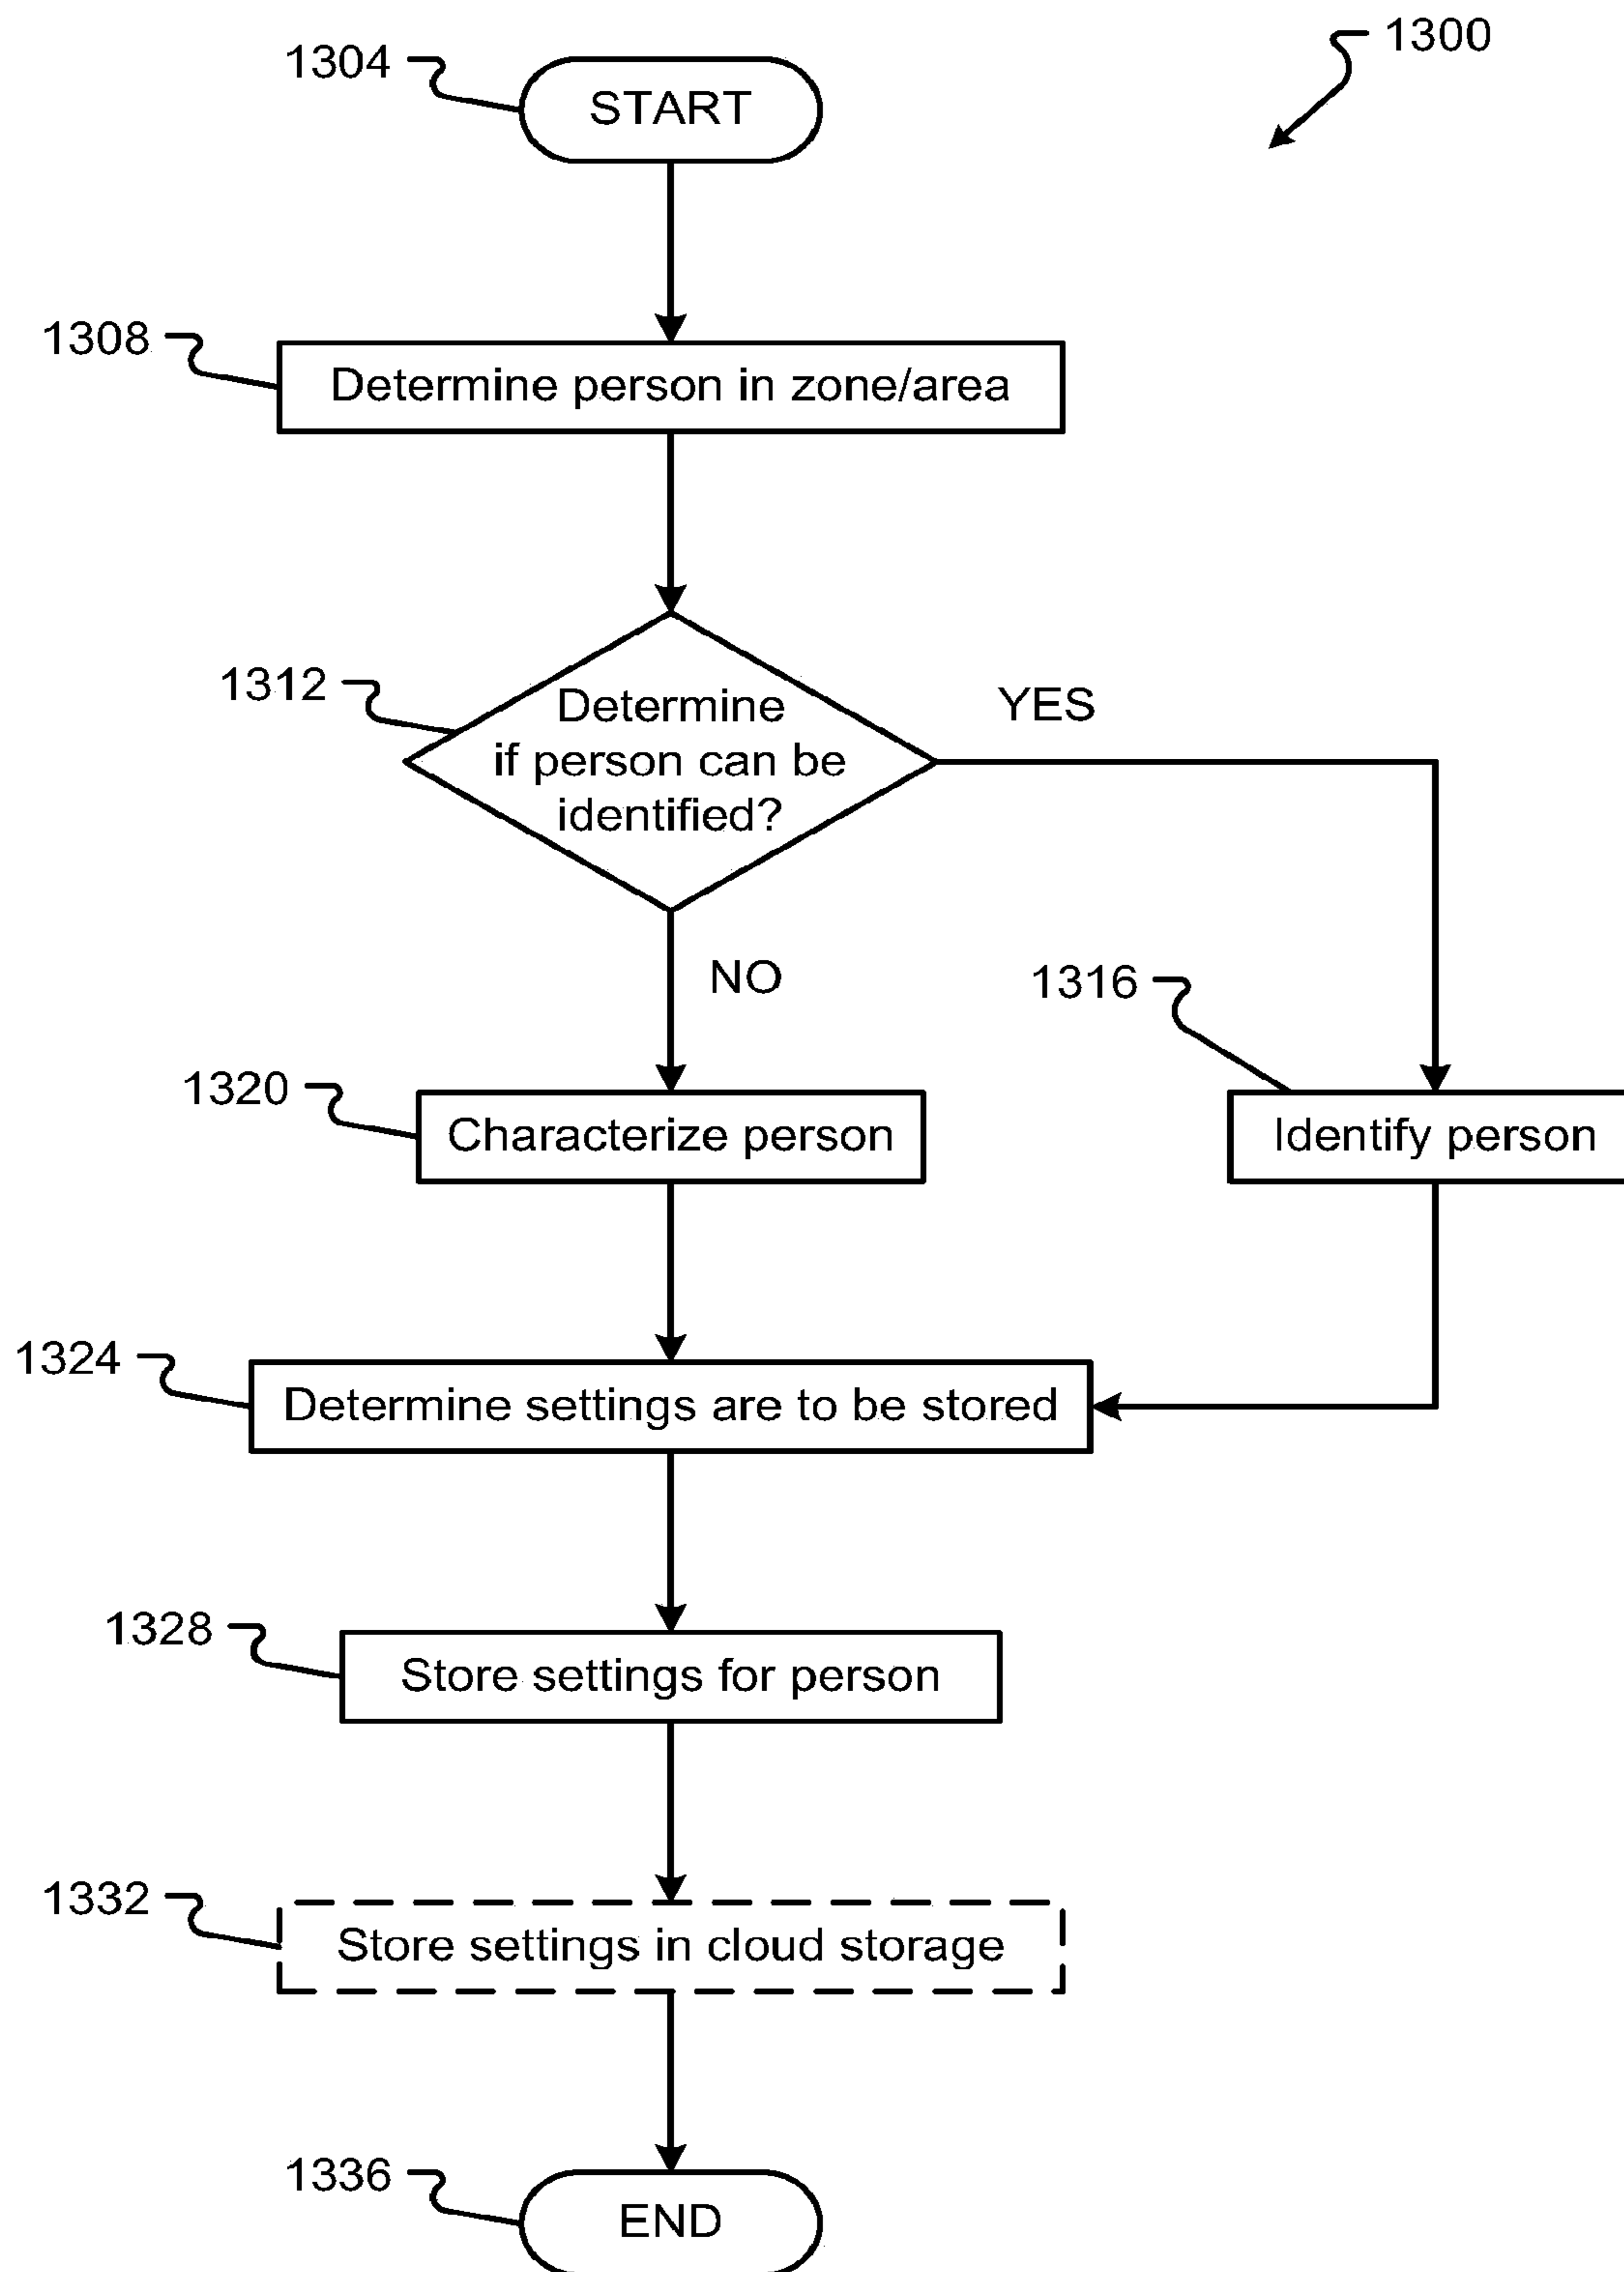 1300
1304
START
1308
Determine person in zone/area
1312
Determine
if person can be
identified?
YES
NO
1316
1320
Characterize person
Identify person
1324
Determine settings are to be stored
1328
Store settings for person
1332
Store settings in cloud storage
1336
END